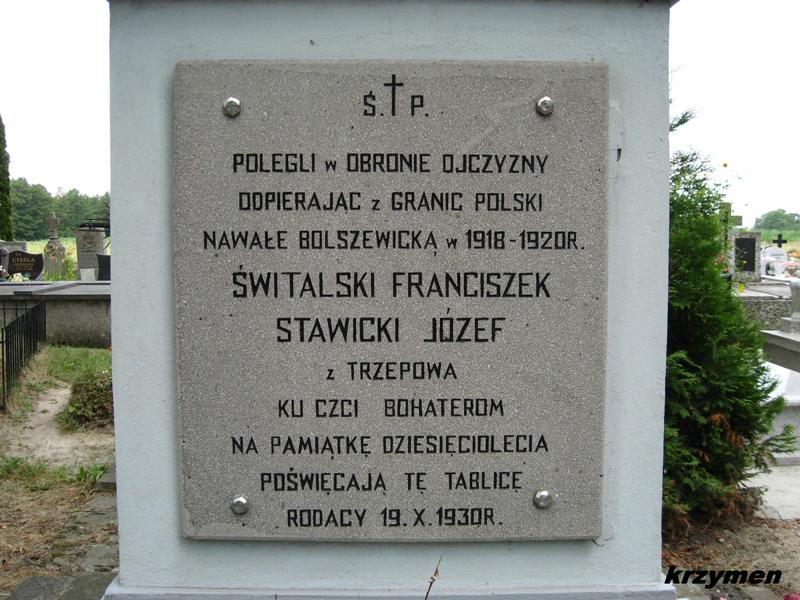 Ś.†P.
POLEGLI w OBRONIE OJCZYZNY
ODPIERAJĄC z GRANIC POLSKI
NAWAŁĘ BOLSZEWICKĄ w 1918-1920R.
ŚWITALSKI FRANCISZEK
STAWICKI JÓZEF
z TRZEPOWA
KU CZCI BOHATEROM
NA PAMIĄTKĘ DZIESIĘCIOLECIA
POŚWIĘCAJĄ TĘ TABLICĘ
RODACY 19.X.1930R.
CIEŚLA
krzymen